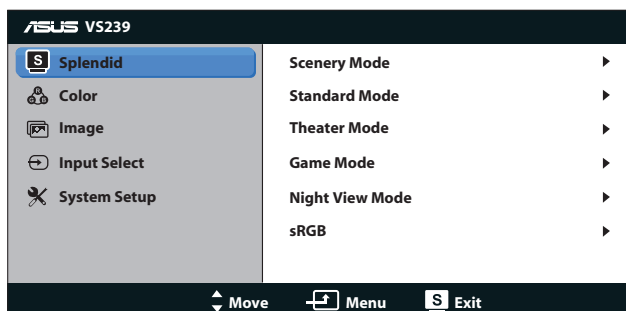 ASUS VS239
S Splendid
Color
Image
Input Select
System Setup
Scenery Mode
Standard Mode
Theater Mode
Game Mode
Night View Mode
sRGB
Move Menu S Exit